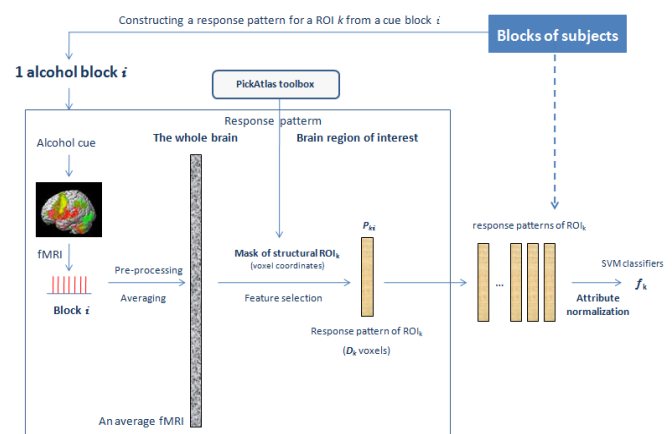 Constructing a response pattern for a ROI k from a cue block i
Blocks of subjects
1 alcohol block i
PickAtlas toolbox
Response patterm
The whole brain
Brain region of interest
Alcohol cue
fMRI
Block i
Pre-processing
Averaging
An average fMRI
Mask of structural ROIk
(voxel coordinates)
Feature selection
Pki
Response pattern of ROIk
(Dk voxels)
response patterns of ROIk
...
SVM classifiers
fk
Attribute
normalization